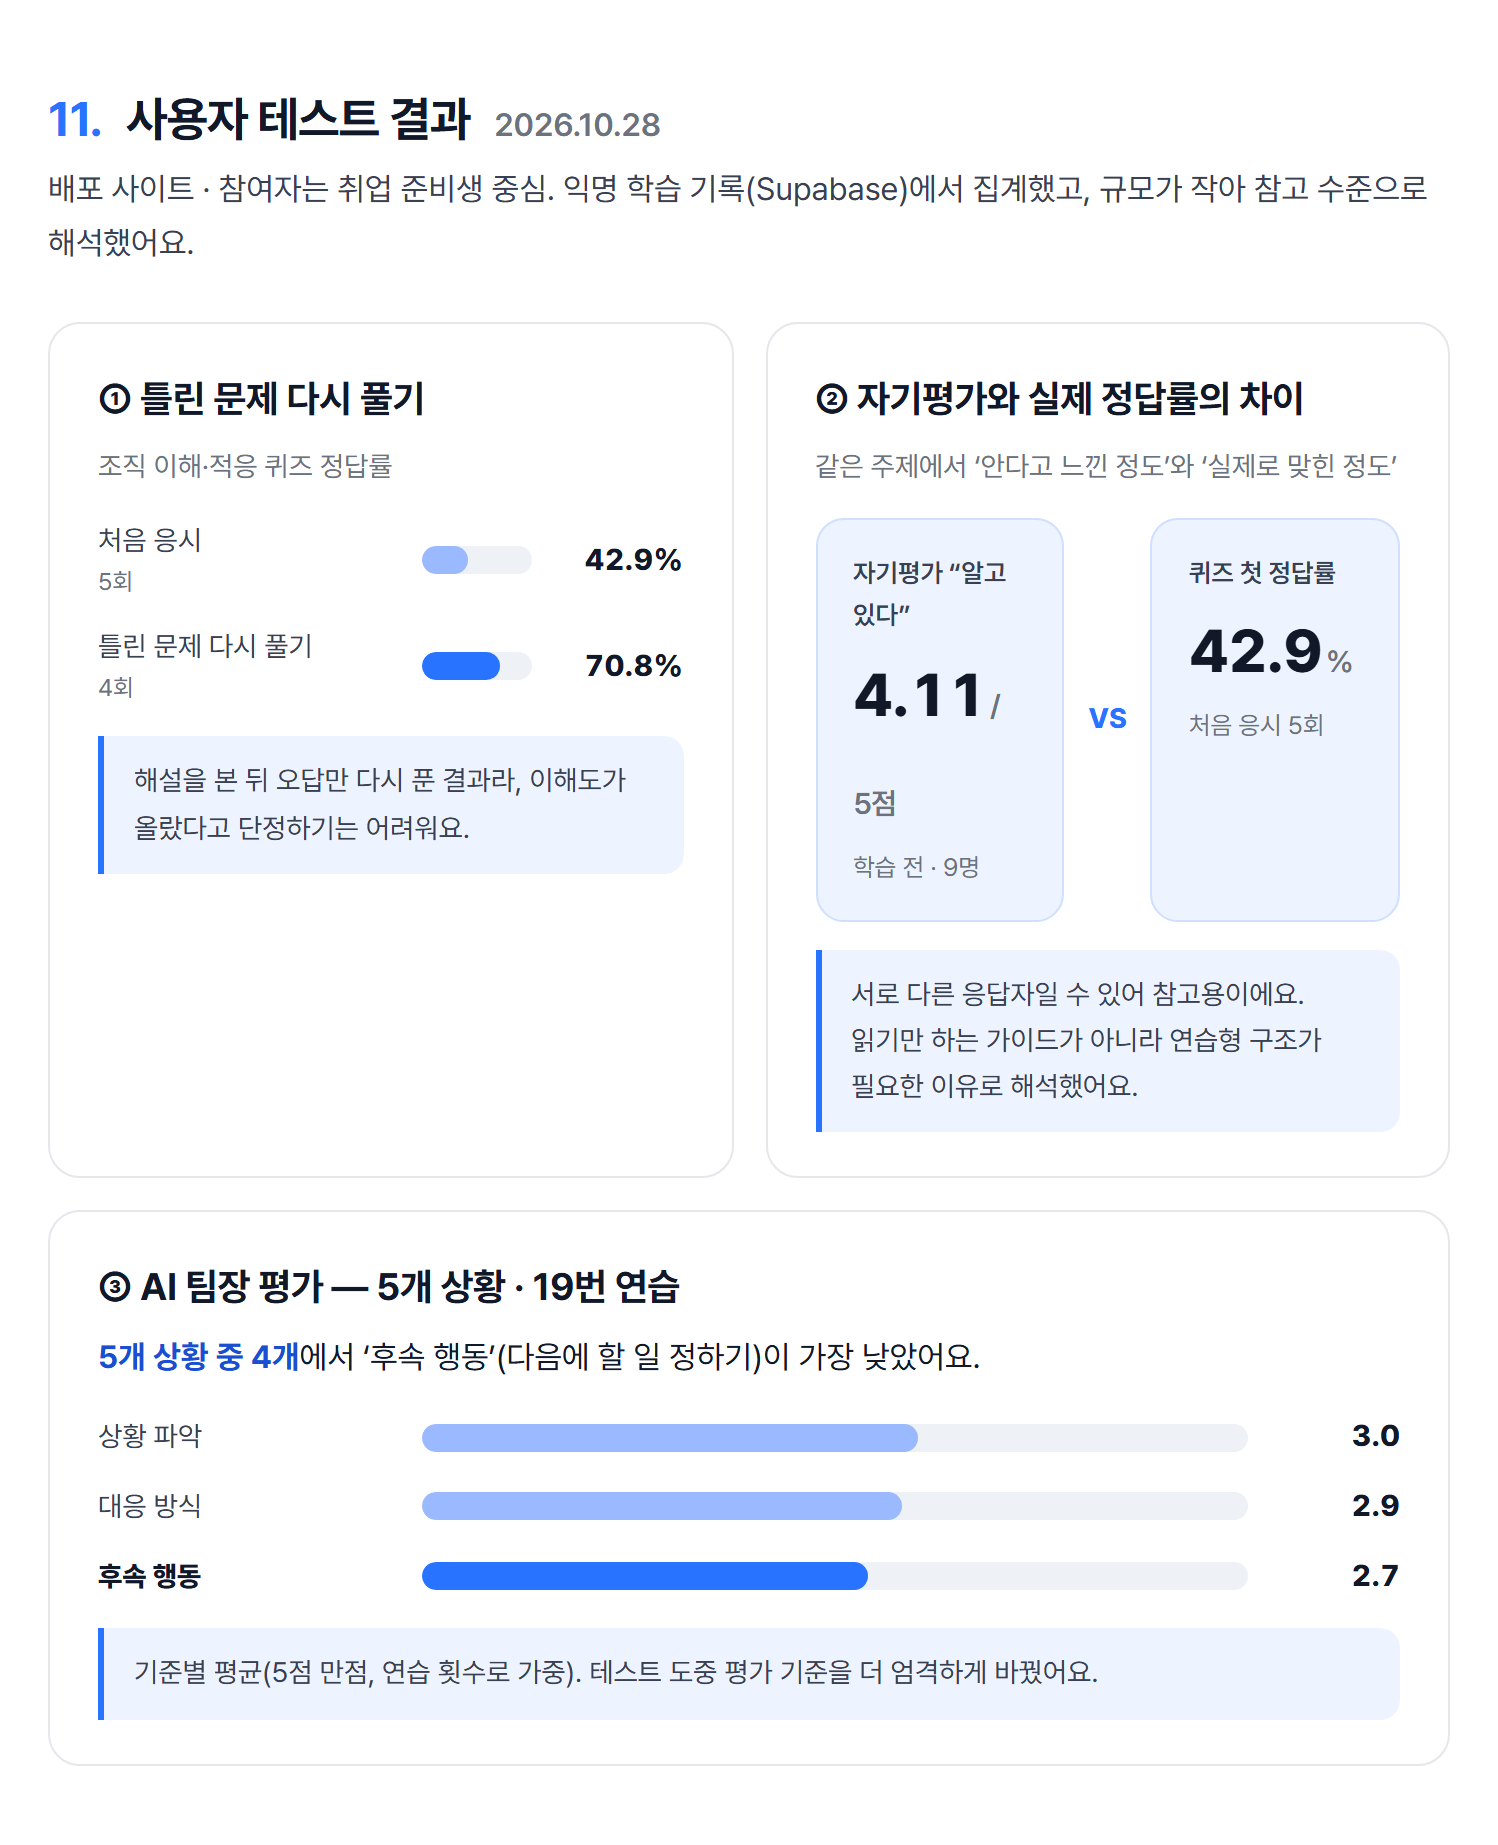 11. 사용자 테스트 결과 2026.10.28
배포 사이트 · 참여자는 취업 준비생 중심. 익명 학습 기록(Supabase)에서 집계했고, 규모가 작아 참고 수준으로
해석했어요.
① 틀린 문제 다시 풀기
조직 이해·적응 퀴즈 정답률
처음 응시
5회
42.9%
틀린 문제 다시 풀기
4회
70.8%
해설을 본 뒤 오답만 다시 푼 결과라, 이해도가
올랐다고 단정하기는 어려워요.
② 자기평가와 실제 정답률의 차이
같은 주제에서 ‘안다고 느낀 정도’와 ‘실제로 맞힌 정도’
자기평가 “알고
있다”
4.11 /
5점
학습 전 · 9명
VS
퀴즈 첫 정답률
42.9%
처음 응시 5회
서로 다른 응답자일 수 있어 참고용이에요.
읽기만 하는 가이드가 아니라 연습형 구조가
필요한 이유로 해석했어요.
③ AI 팀장 평가 — 5개 상황 · 19번 연습
5개 상황 중 4개에서 ‘후속 행동’(다음에 할 일 정하기)이 가장 낮았어요.
상황 파악 3.0
대응 방식 2.9
후속 행동 2.7
기준별 평균(5점 만점, 연습 횟수로 가중). 테스트 도중 평가 기준을 더 엄격하게 바꿨어요.